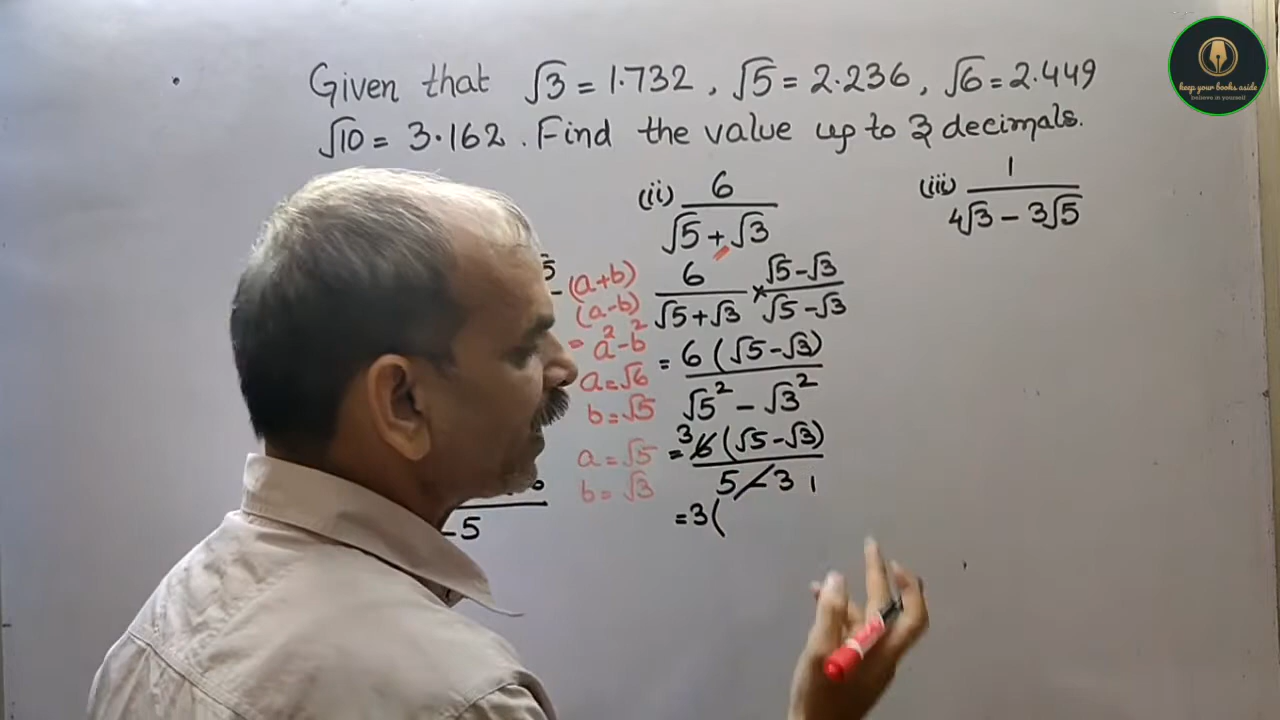 Given that √3 = 1.732, √5 = 2.236, √6 = 2.449
√10 = 3.162. Find the value up to 3 decimals.
(ii) 6 / (√5 + √3)
6 / (√5 + √3) × (√5 - √3) / (√5 - √3)
= 6 (√5 - √3) / (√5² - √3²)
= 3 6 (√5 - √3) / (5 - 3) 1
= 3 (
(a+b)
(a-b)
= a² - b²
a = √6
b = √5
a = √5
b = √3
(iii) 1 / (4√3 - 3√5)
5
- 5
keep your books aside
believe in yourself